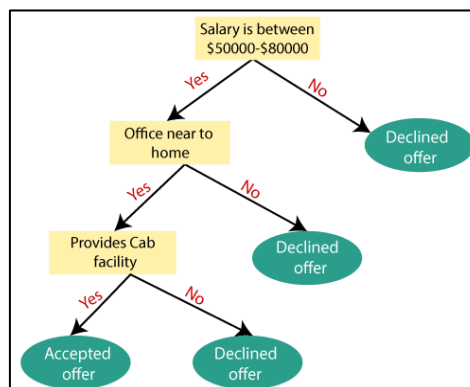 Salary is between
$50000-$80000
Yes
No
Office near to
home
Declined
offer
Yes
No
Provides Cab
facility
Declined
offer
Yes
No
Accepted
offer
Declined
offer